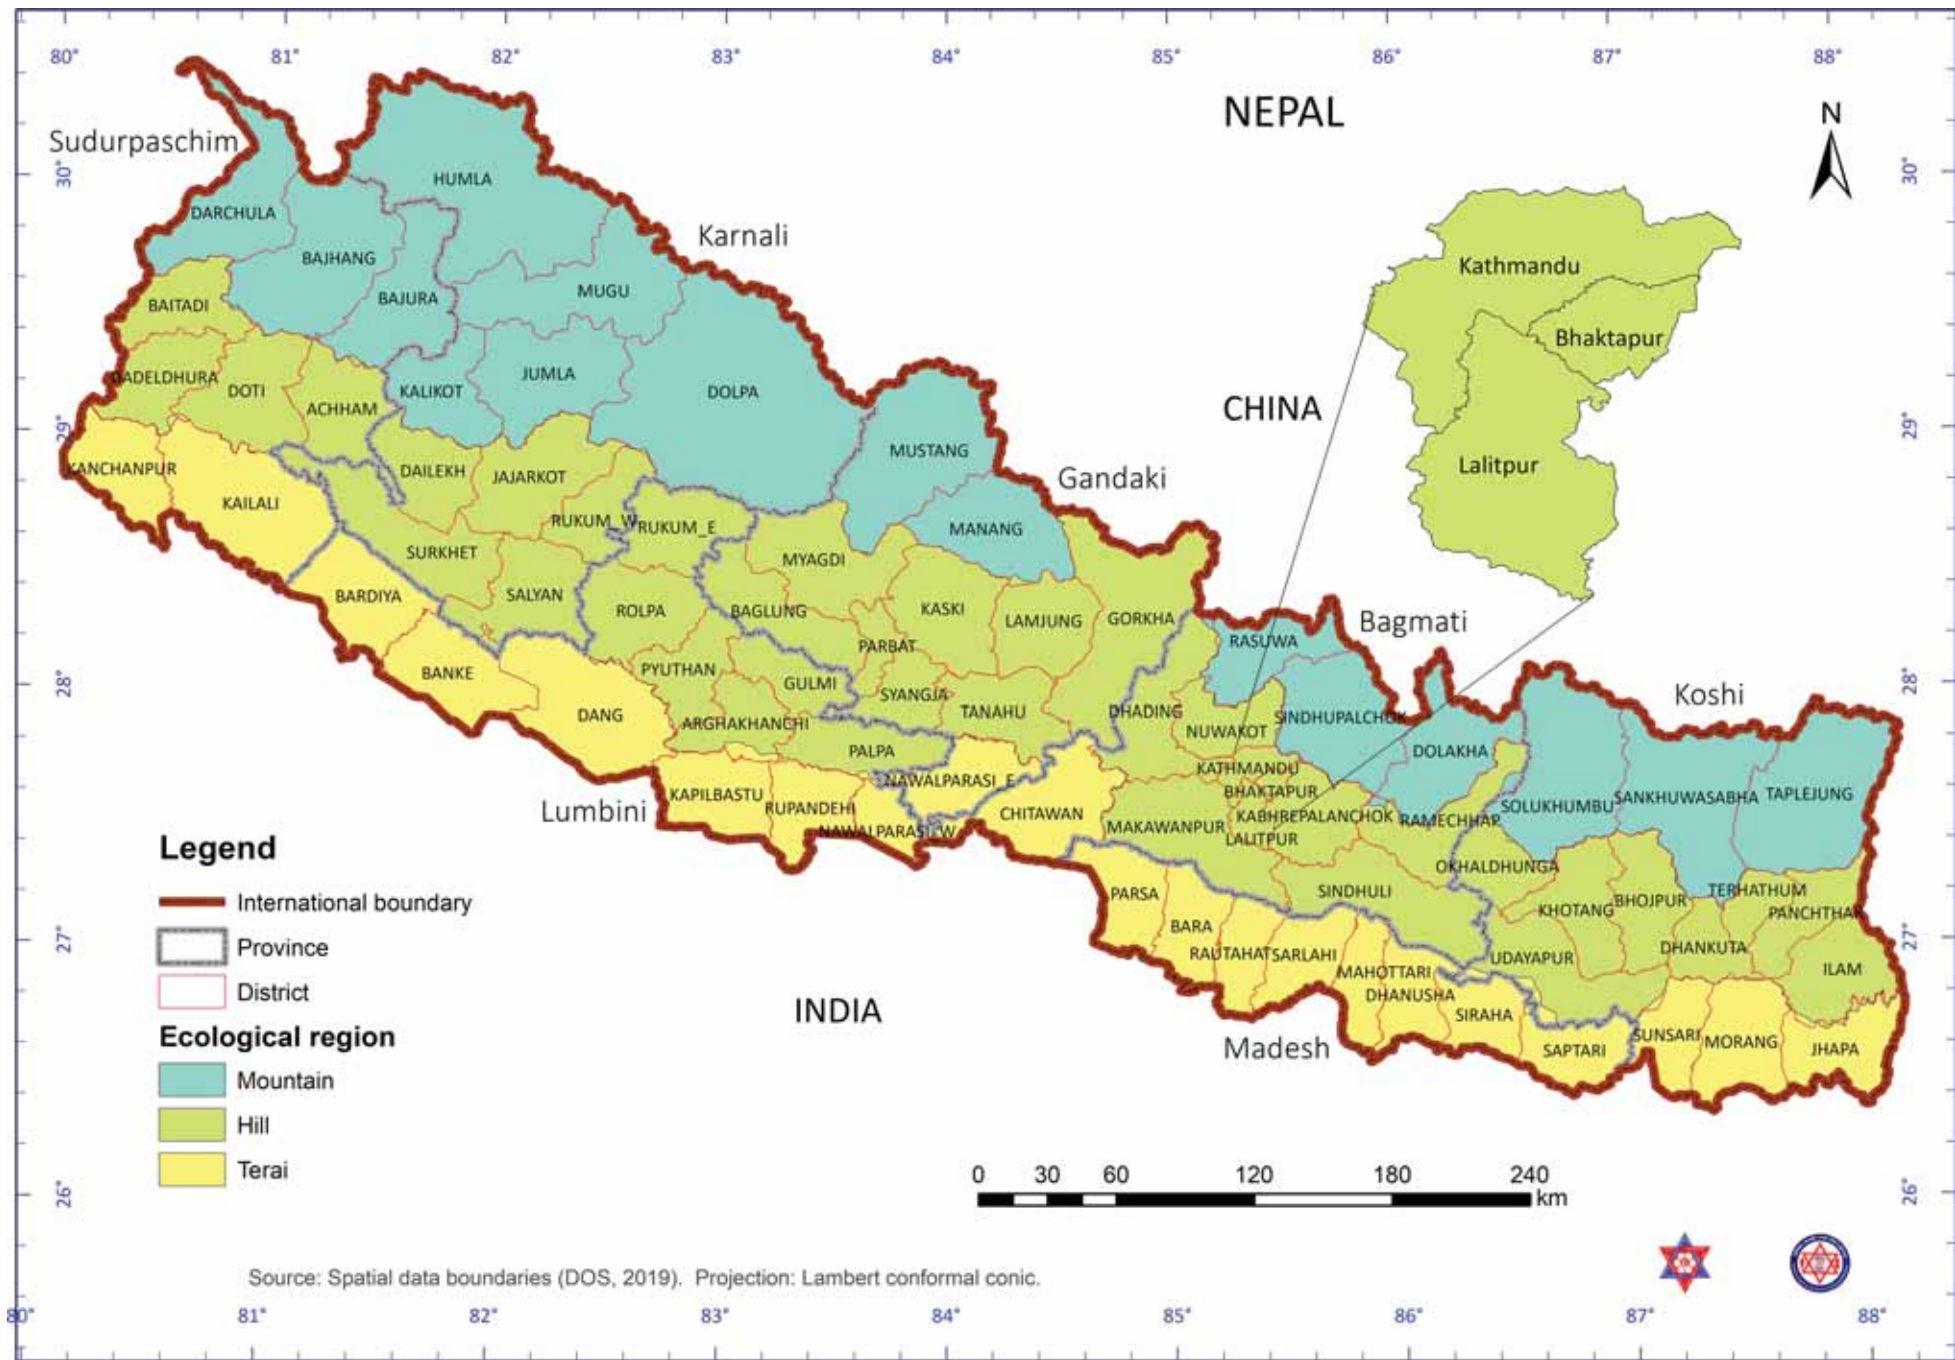 80° 81° 82° 83° 84° 85° 86° 87° 88°
NEPAL
N
Sudurpaschim
30°
30°
HUMLA
DARCHULA
Karnali
BAJHANG
Kathmandu
BAJURA
MUGU
BAITADI
Bhaktapur
JUMLA
DADELDHURA
DOTI
KALIKOT
DOLPA
ACHHAM
CHINA
29°
29°
MUSTANG
KANCHANPUR
DAILEKH
JAJARKOT
Lalitpur
Gandaki
KAILALI
RUKUM_W
RUKUM_E
MANANG
SURKHET
MYAGDI
BARDIYA
SALYAN
ROLPA
BAGLUNG
KASKI
LAMJUNG
GORKHA
Bagmati
RASUWA
PARBAT
BANKE
PYUTHAN
28°
28°
GULMI
SYANGJA
Koshi
DANG
ARGHAKHANCHI
TANAHU
DHADING
NUWAKOT
SINDHUPALCHOK
PALPA
DOLAKHA
KATHMANDU
NAWALPARASI_E
BHAKTAPUR
KAPILBASTU
RUPANDEHI
Lumbini
CHITAWAN
SOLUKHUMBU
SANKHUWASABHA
TAPLEJUNG
NAWALPARASI_W
MAKAWANPUR
KABHREPALANCHOK
RAMECHHAP
LALITPUR
OKHALDHUNGA
Legend
International boundary
PARSA
SINDHULI
TERHATHUM
BHOJPUR
KHOTANG
PANCHTHAR
BARA
27°
27°
Province
RAUTAHAT
SARLAHI
UDAYAPUR
DHANKUTA
MAHOTTARI
ILAM
District
DHANUSHA
INDIA
SIRAHA
Madesh
SAPTARI
SUNSARI
MORANG
JHAPA
Ecological region
Mountain
Hill
Terai
26°
26°
0 30 60 120 180 240
km
Source: Spatial data boundaries (DOS, 2019). Projection: Lambert conformal conic.
80° 81° 82° 83° 84° 85° 86° 87° 88°